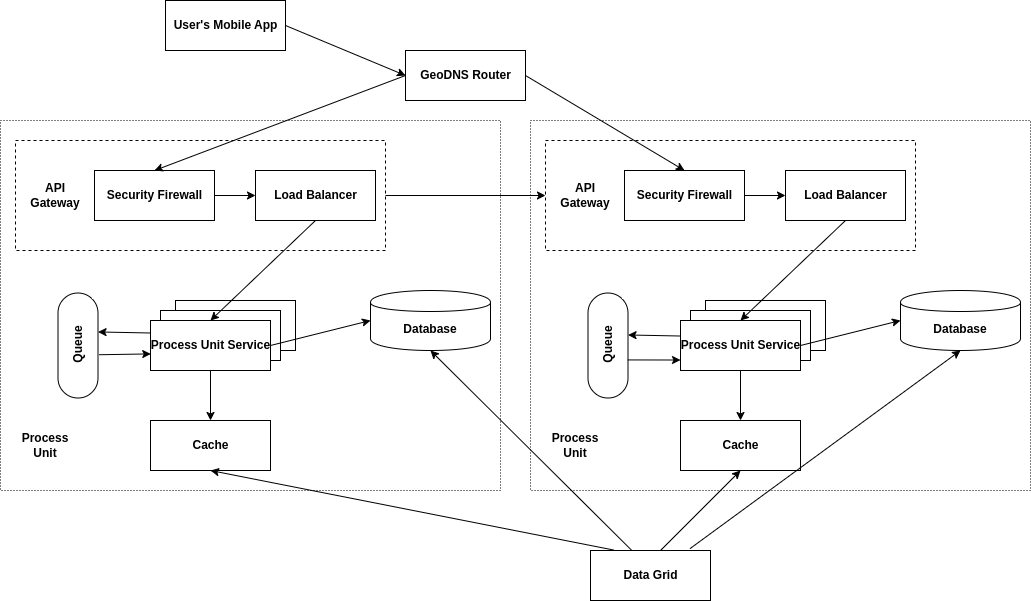 User's Mobile App
GeoDNS Router
API
Gateway
Security Firewall
Load Balancer
API
Gateway
Security Firewall
Load Balancer
Queue
Process Unit Service
Database
Queue
Process Unit Service
Database
Process
Unit
Cache
Process
Unit
Cache
Data Grid